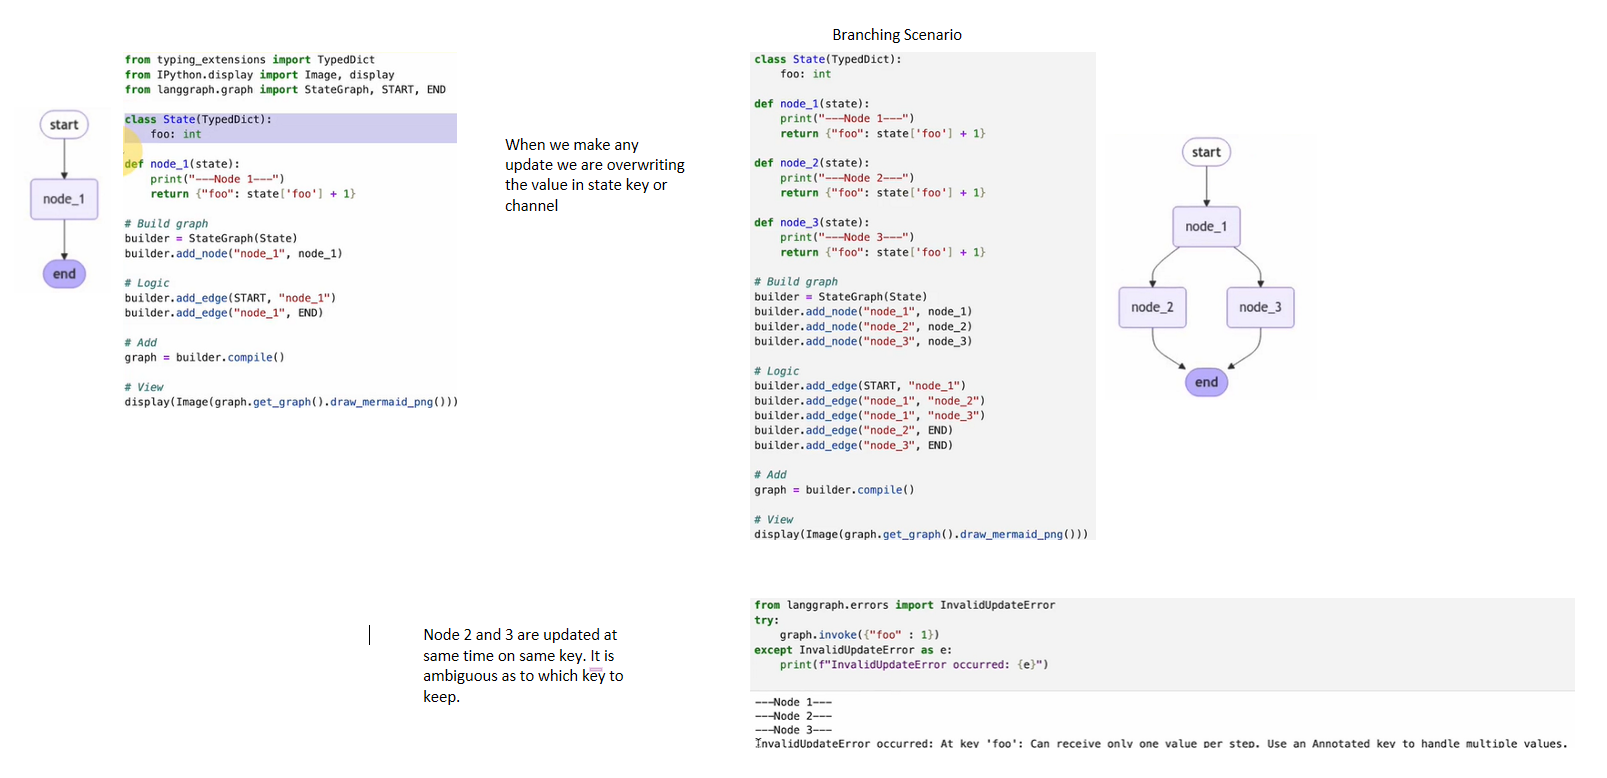 Branching Scenario
from typing_extensions import TypedDict
from IPython.display import Image, display
from langgraph.graph import StateGraph, START, END
class State(TypedDict):
    foo: int
def node_1(state):
    print("---Node 1---")
    return {"foo": state['foo'] + 1}
# Build graph
builder = StateGraph(State)
builder.add_node("node_1", node_1)
# Logic
builder.add_edge(START, "node_1")
builder.add_edge("node_1", END)
# Add
graph = builder.compile()
# View
display(Image(graph.get_graph().draw_mermaid_png()))
start
node_1
end
When we make any
update we are overwriting
the value in state key or
channel
class State(TypedDict):
    foo: int
def node_1(state):
    print("---Node 1---")
    return {"foo": state['foo'] + 1}
def node_2(state):
    print("---Node 2---")
    return {"foo": state['foo'] + 1}
def node_3(state):
    print("---Node 3---")
    return {"foo": state['foo'] + 1}
# Build graph
builder = StateGraph(State)
builder.add_node("node_1", node_1)
builder.add_node("node_2", node_2)
builder.add_node("node_3", node_3)
# Logic
builder.add_edge(START, "node_1")
builder.add_edge("node_1", "node_2")
builder.add_edge("node_1", "node_3")
builder.add_edge("node_2", END)
builder.add_edge("node_3", END)
# Add
graph = builder.compile()
# View
display(Image(graph.get_graph().draw_mermaid_png()))
start
node_1
node_2
node_3
end
Node 2 and 3 are updated at
same time on same key. It is
ambiguous as to which key to
keep.
from langgraph.errors import InvalidUpdateError
try:
    graph.invoke({"foo" : 1})
except InvalidUpdateError as e:
    print(f"InvalidUpdateError occurred: {e}")
---Node 1---
---Node 2---
---Node 3---
InvalidUpdateError occurred: At key 'foo': Can receive only one value per step. Use an Annotated key to handle multiple values.